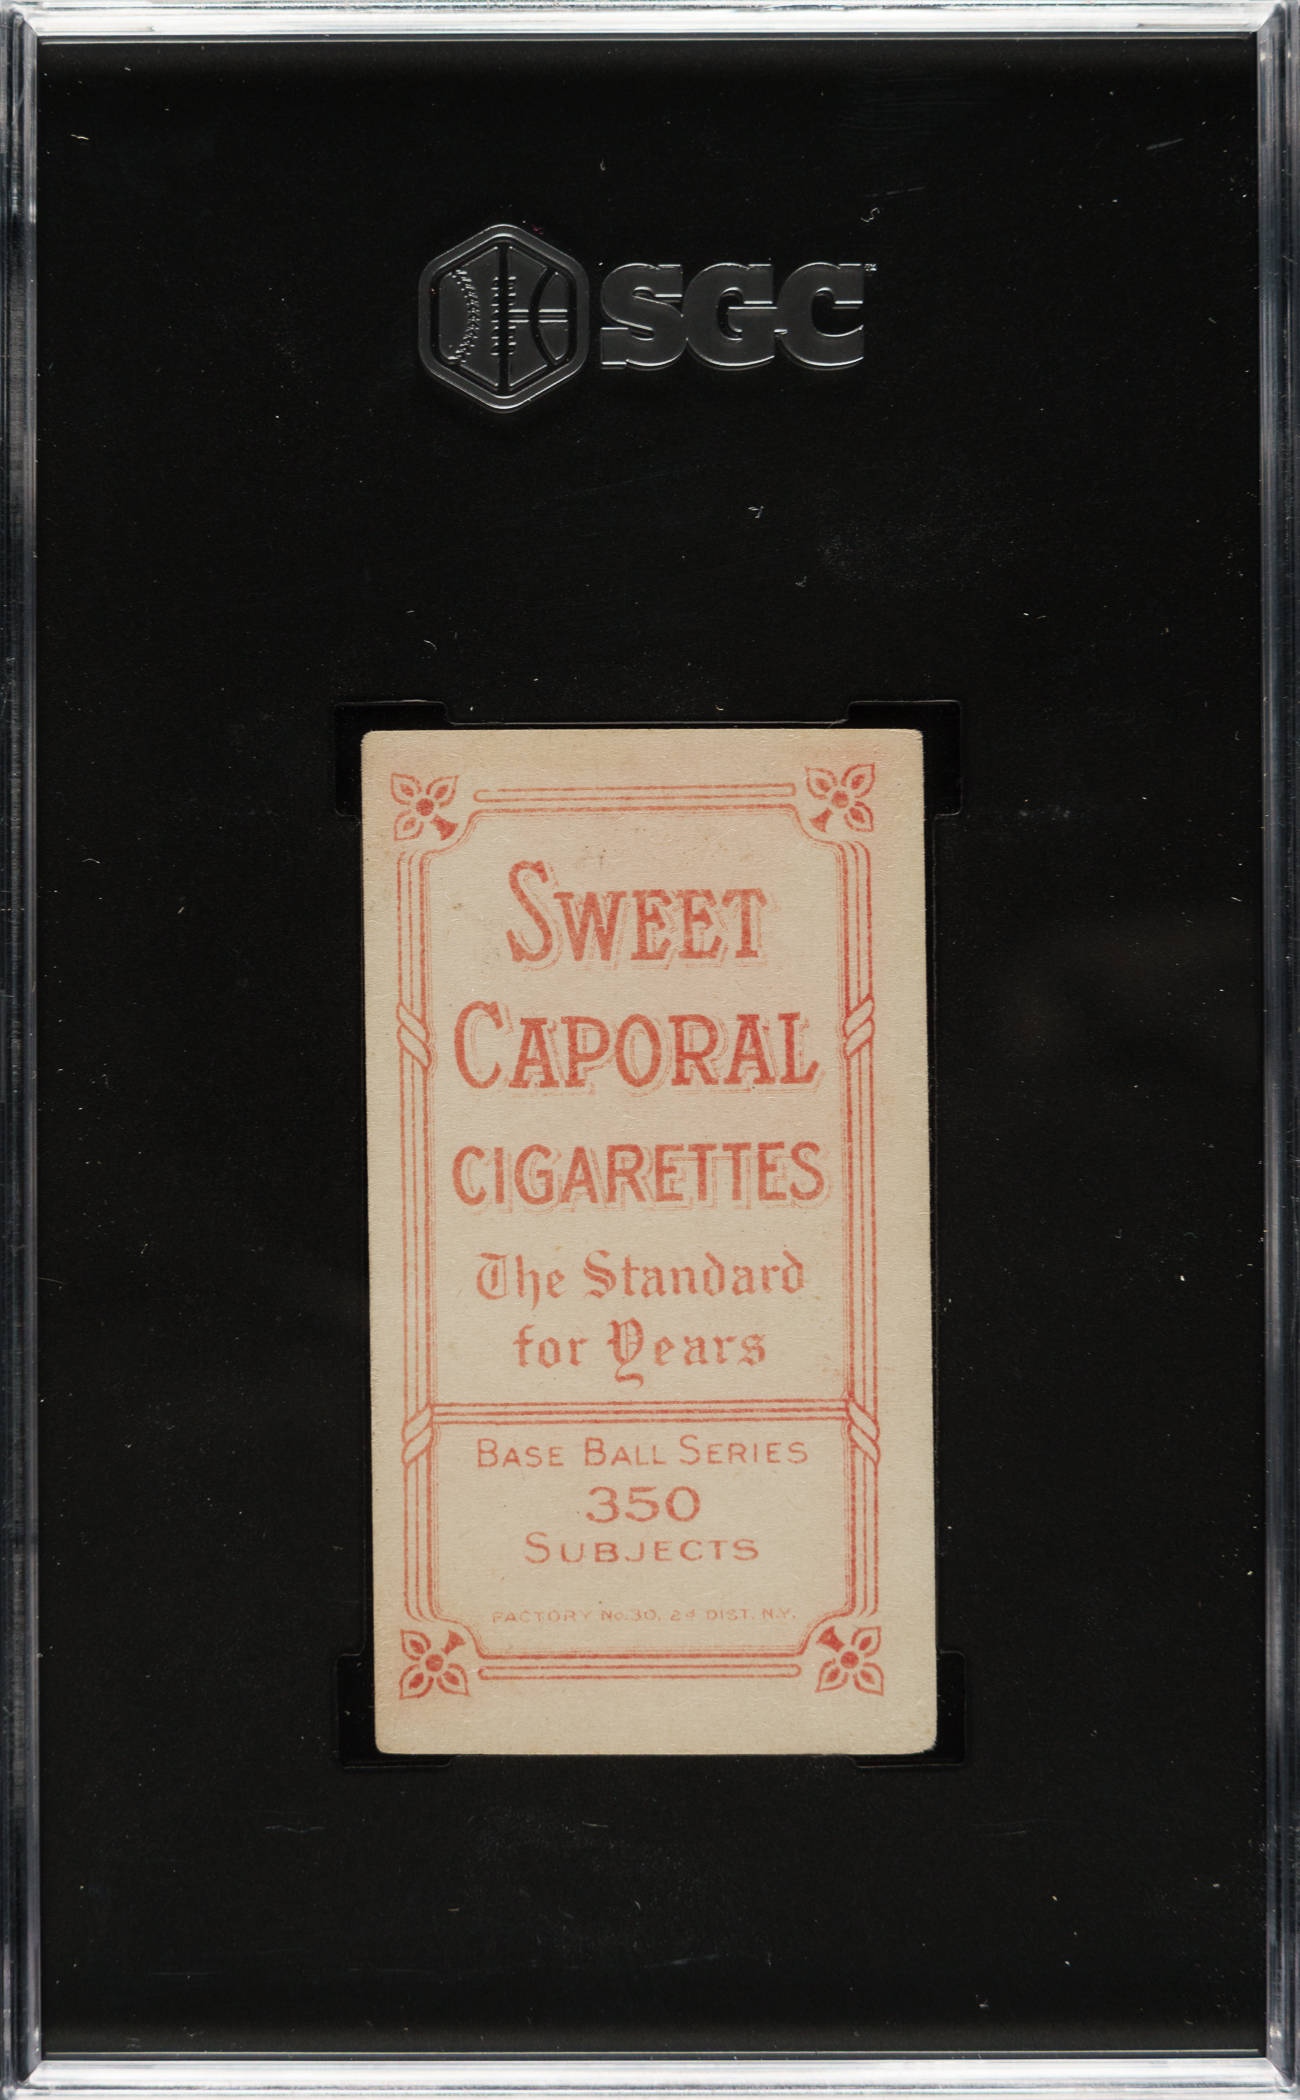 SGC
SWEET
CAPORAL
CIGARETTES
The Standard
for Years
BASE BALL SERIES
350
SUBJECTS
FACTORY No. 30, 2d DIST. N.Y.